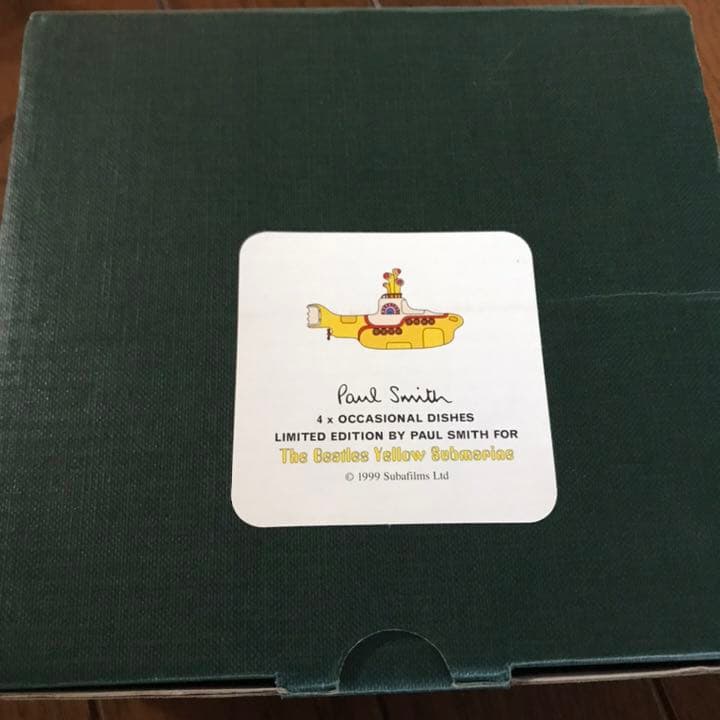 Paul Smith
4 x OCCASIONAL DISHES
LIMITED EDITION BY PAUL SMITH FOR
The Beatles Yellow Submarine
© 1999 Subafilms Ltd